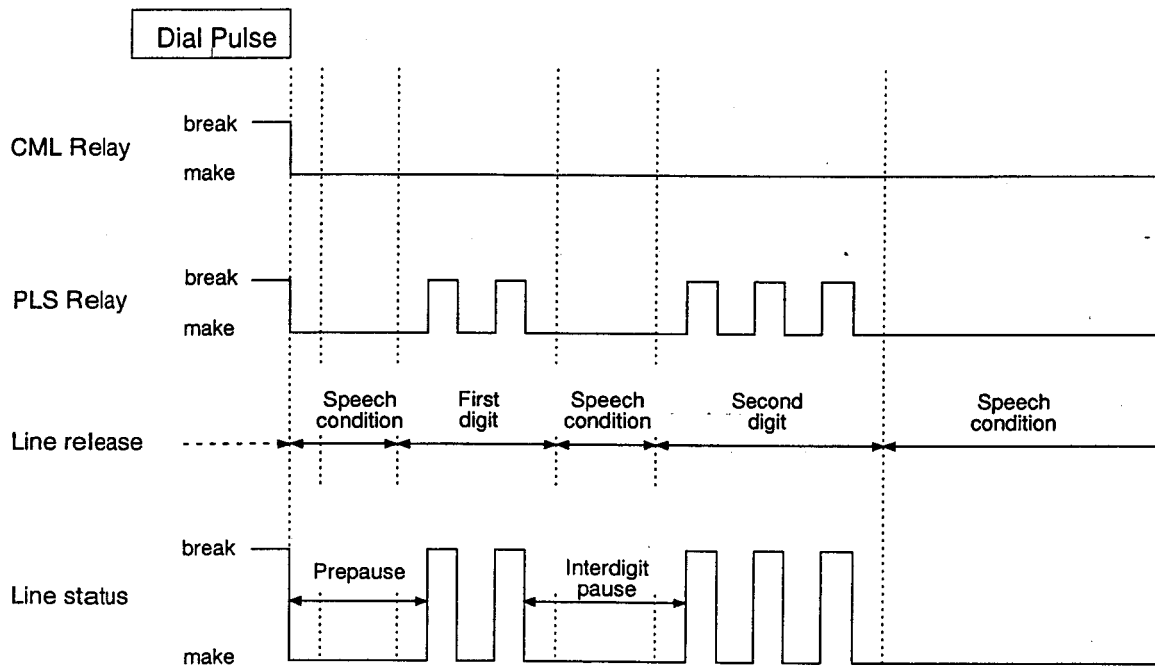 Dial Pulse
CML Relay
break
make
PLS Relay
break
make
Line release
Speech
condition
First
digit
Speech
condition
Second
digit
Speech
condition
Line status
break
make
Prepause
Interdigit
pause